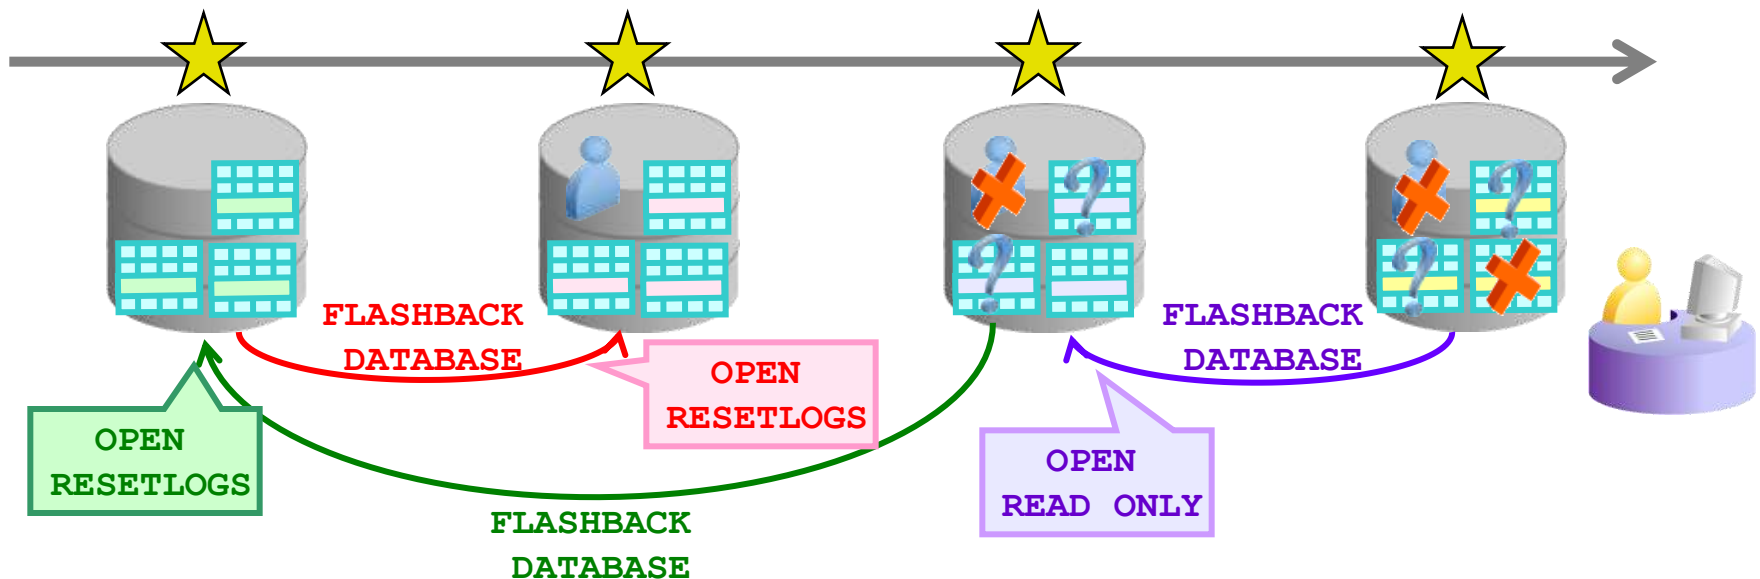 FLASHBACK
DATABASE
OPEN
RESETLOGS
FLASHBACK
DATABASE
OPEN
RESETLOGS
OPEN
READ ONLY
FLASHBACK
DATABASE